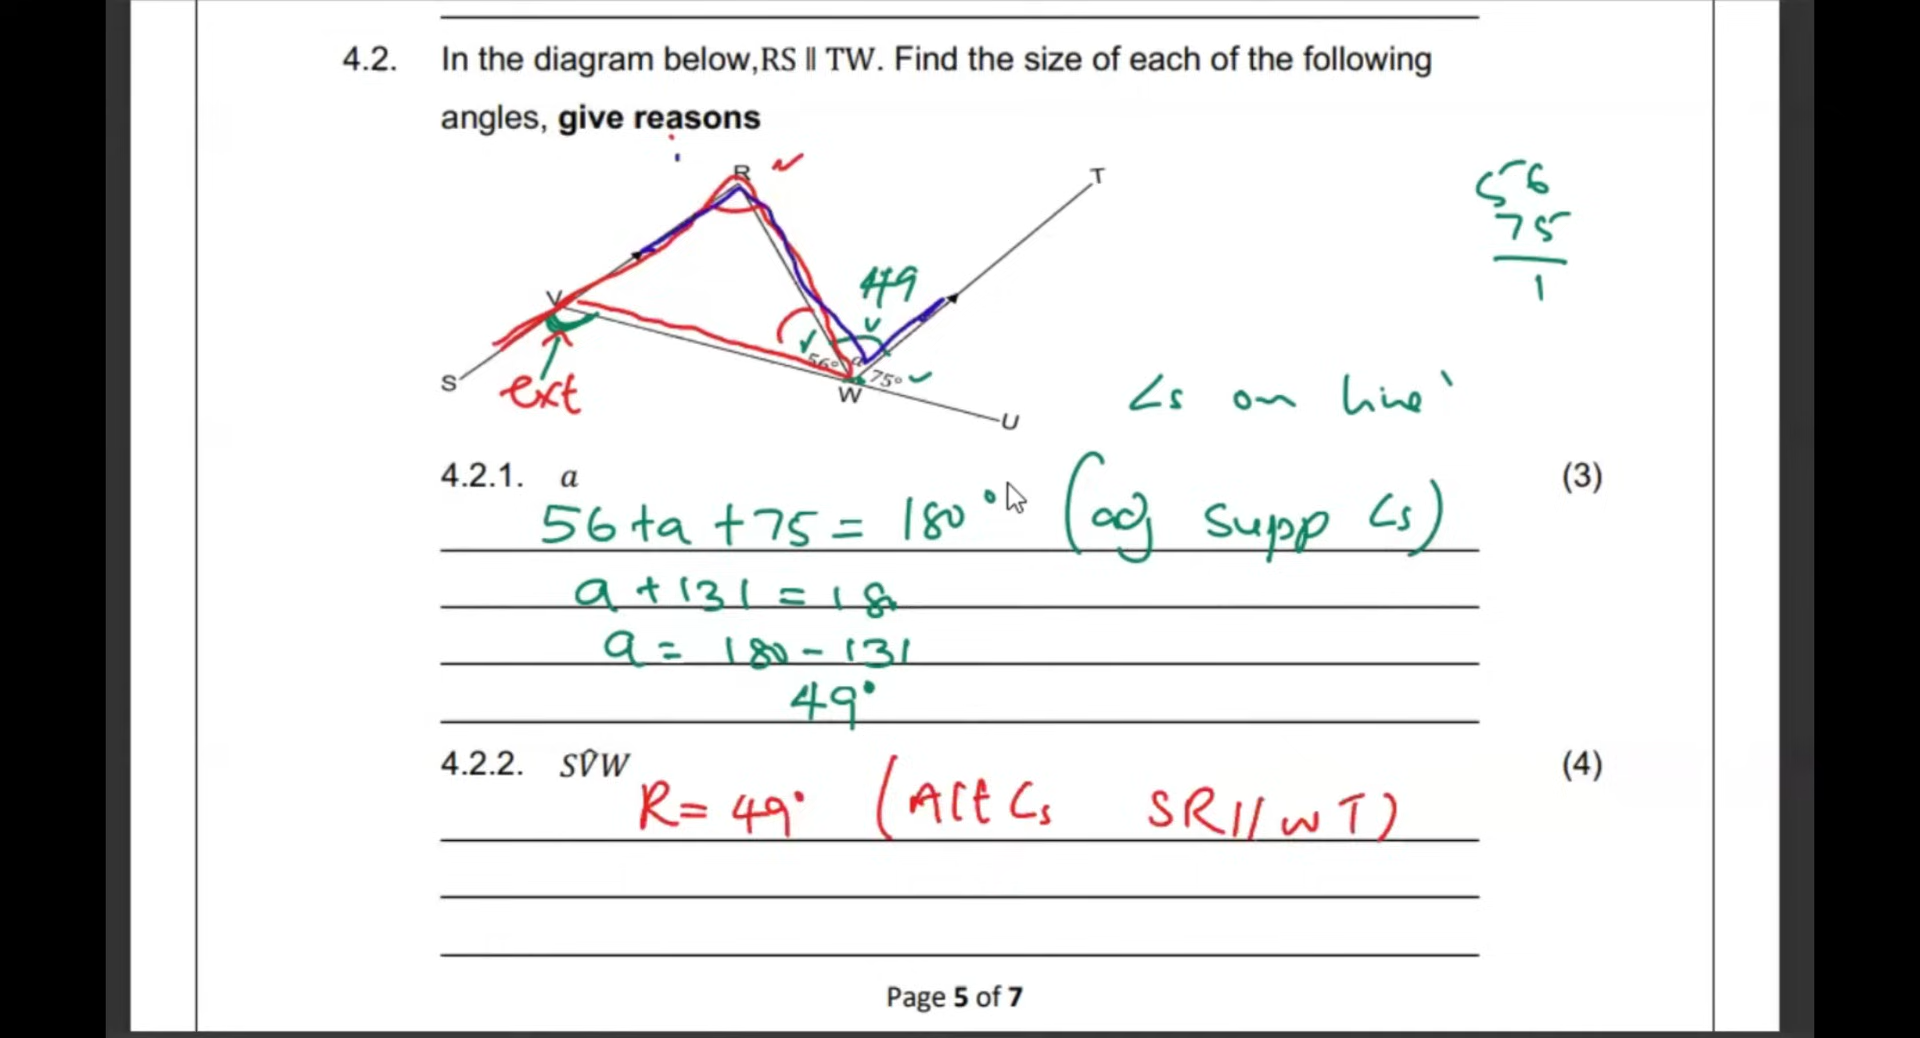 4.2. In the diagram below,RS ∥ TW. Find the size of each of the following
angles, give reasons
R
T
56
75
1
V
49
56°
a
75°
S
ext
W
U
∠s on line
4.2.1. a (3)
56+a+75=180° (adj supp ∠s)
a+131=180
a= 180-131
49°
4.2.2. SV̂W (4)
R=49° (Alt ∠s SR//WT)
Page 5 of 7